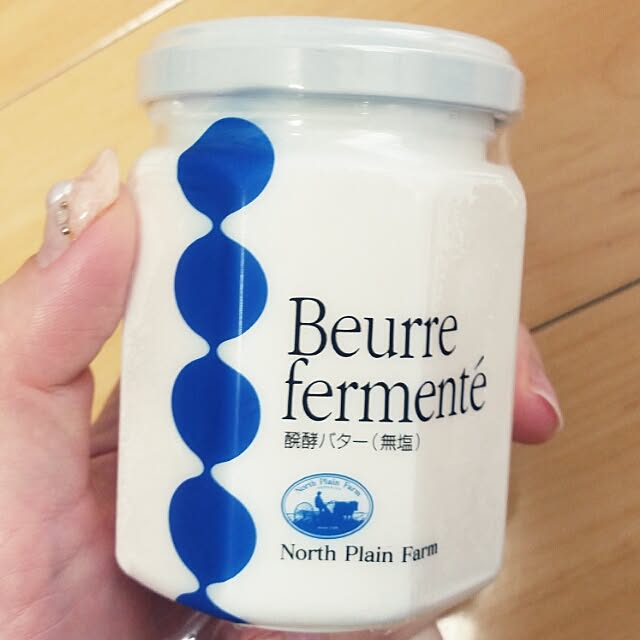 Beurre
fermenté
醗酵バター(無塩)
North Plain Farm
North Plain Farm